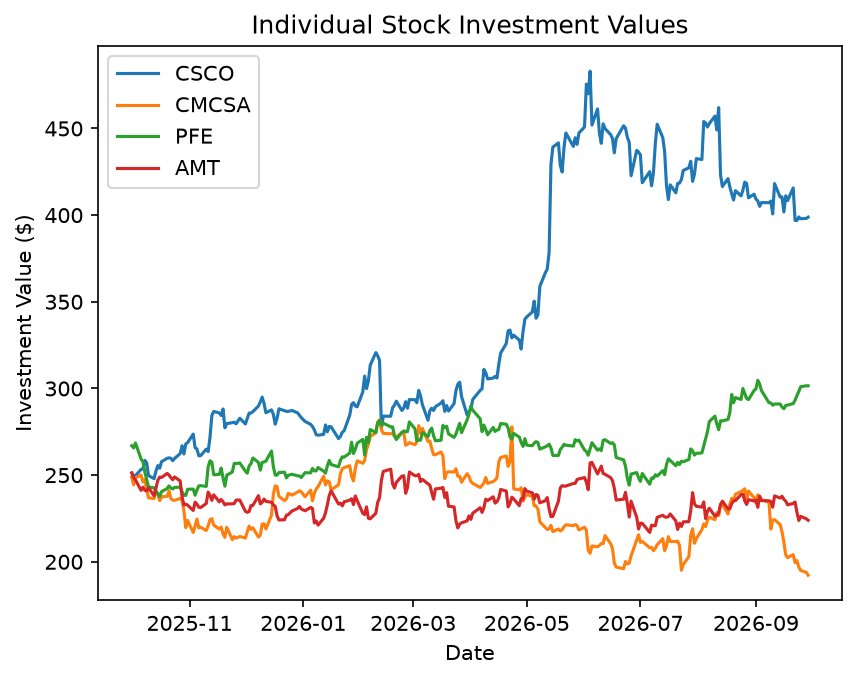 Individual Stock Investment Values
CSCO
CMCSA
PFE
AMT
Investment Value ($)
450
400
350
300
250
200
2025-11 2026-01 2026-03 2026-05 2026-07 2026-09
Date